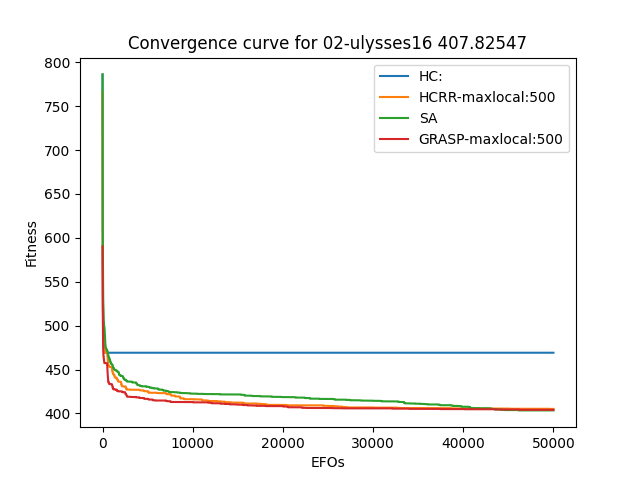 Convergence curve for 02-ulysses16 407.82547
HC:
HCRR-maxlocal:500
SA
GRASP-maxlocal:500
Fitness
800
750
700
650
600
550
500
450
400
0 10000 20000 30000 40000 50000
EFOs